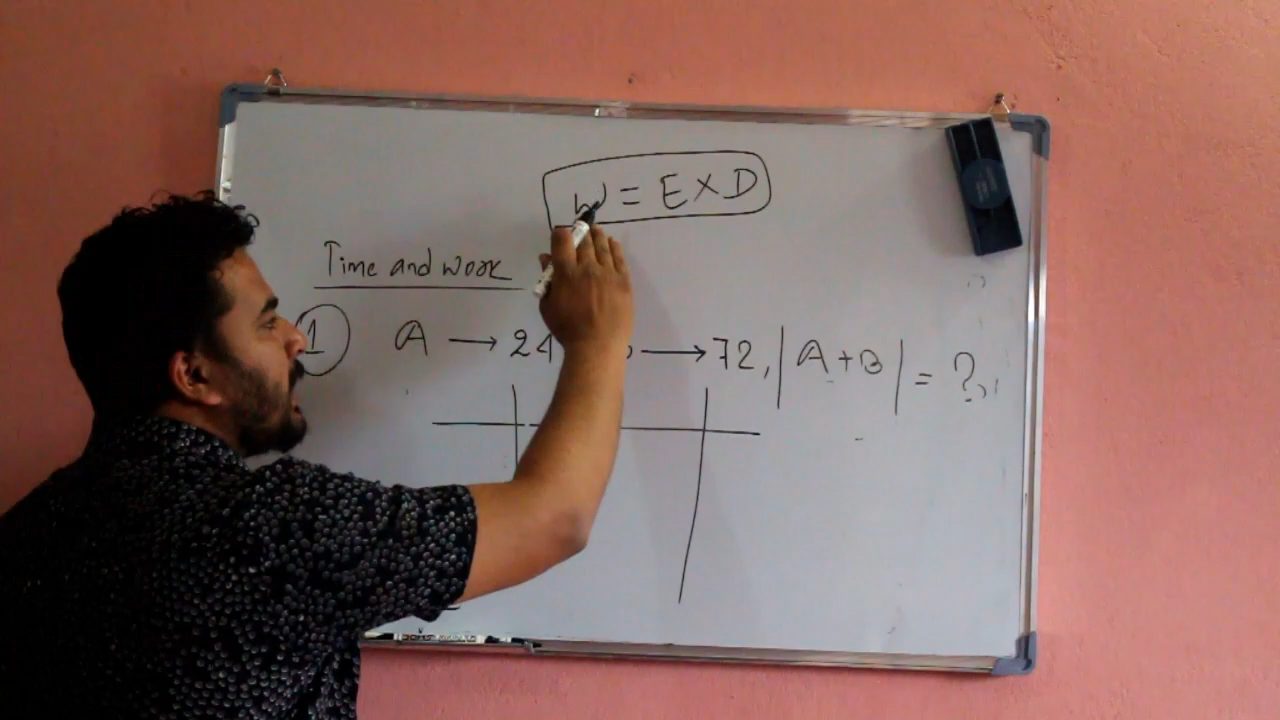 W = E × D
Time and work
1 A → 24 → 72, | A + B | = ?